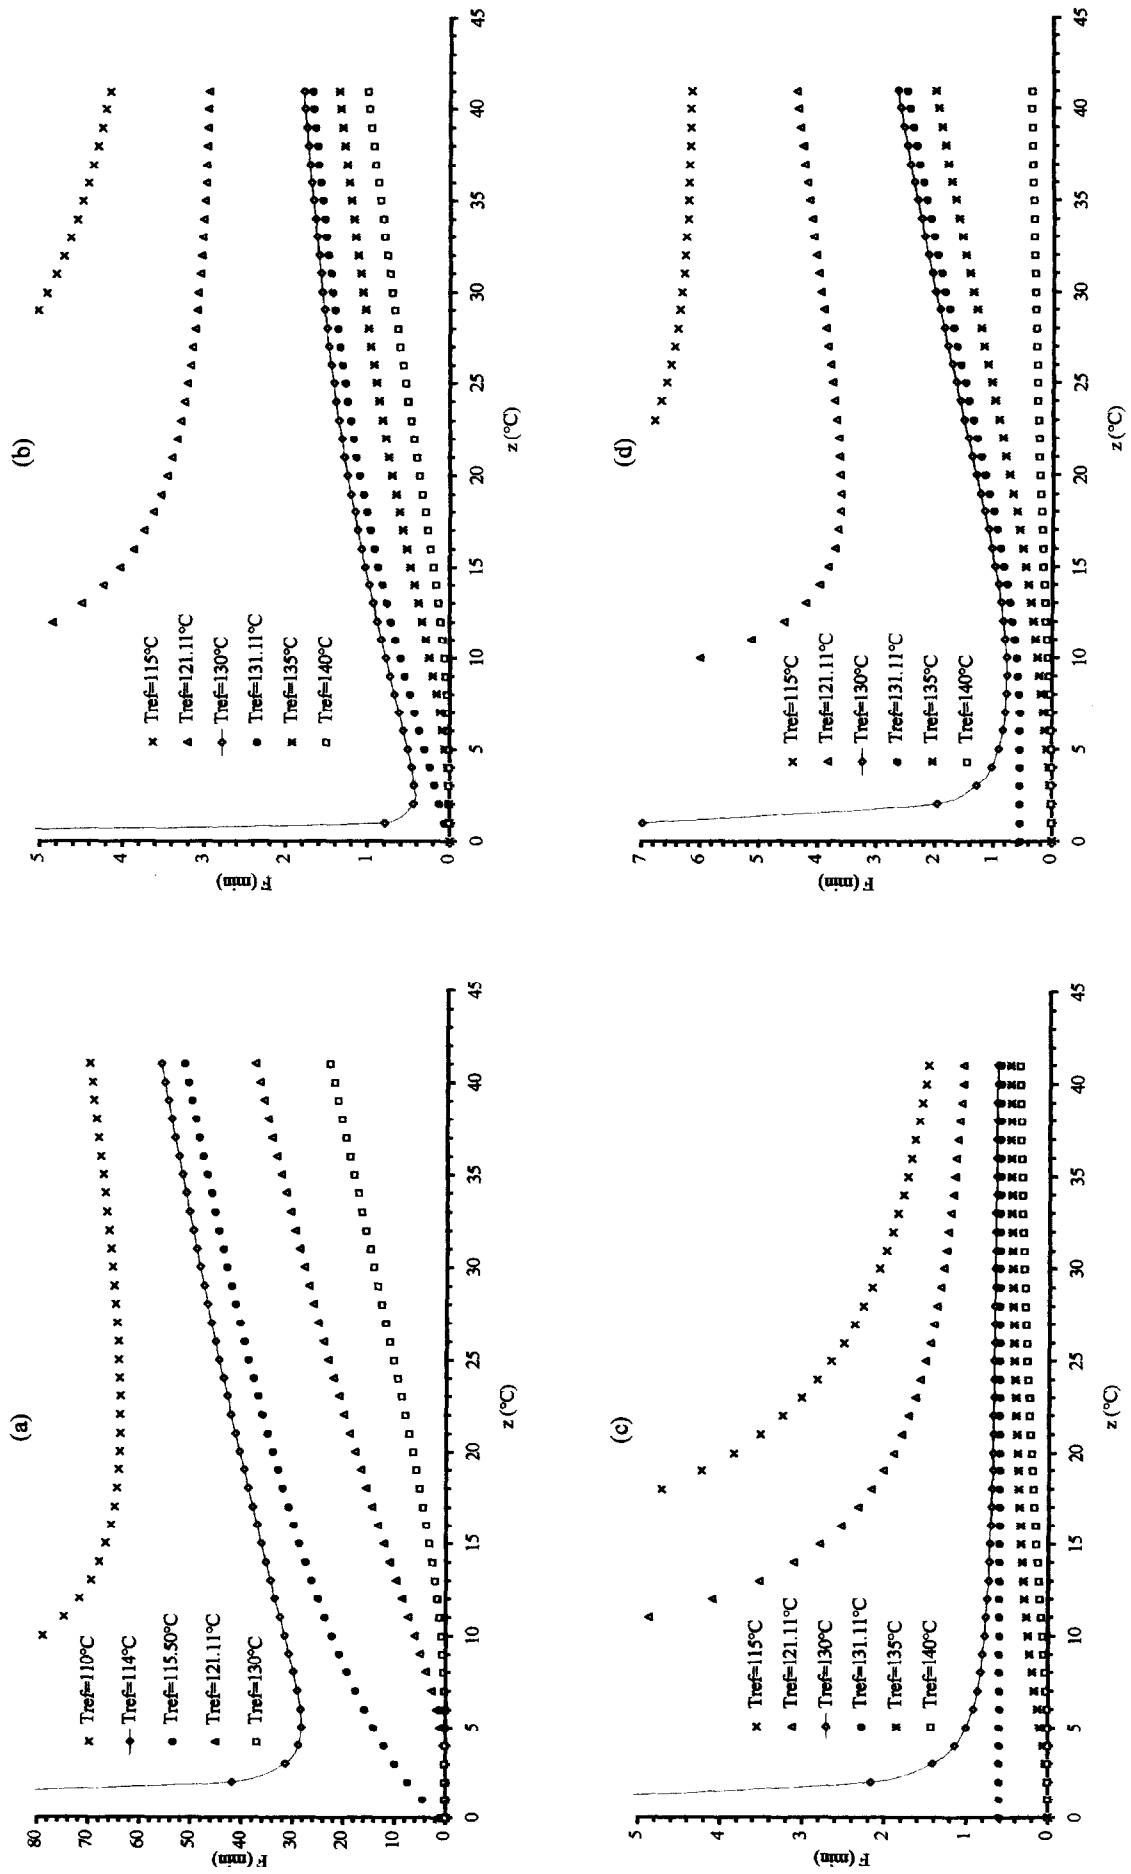 (a)
80
70
60
50
40
30
20
10
0
F (min)
× Tref=110°C
Tref=114°C
Tref=115.50°C
Tref=121.11°C
Tref=130°C
0 5 10 15 20 25 30 35 40 45
z (°C)
(b)
5
4
3
2
1
0
F (min)
× Tref=115°C
Tref=121.11°C
Tref=130°C
Tref=131.11°C
Tref=135°C
Tref=140°C
0 5 10 15 20 25 30 35 40 45
z (°C)
(c)
5
4
3
2
1
0
F (min)
× Tref=115°C
Tref=121.11°C
Tref=130°C
Tref=131.11°C
Tref=135°C
Tref=140°C
0 5 10 15 20 25 30 35 40 45
z (°C)
(d)
7
6
5
4
3
2
1
0
F (min)
× Tref=115°C
Tref=121.11°C
Tref=130°C
Tref=131.11°C
Tref=135°C
Tref=140°C
0 5 10 15 20 25 30 35 40 45
z (°C)